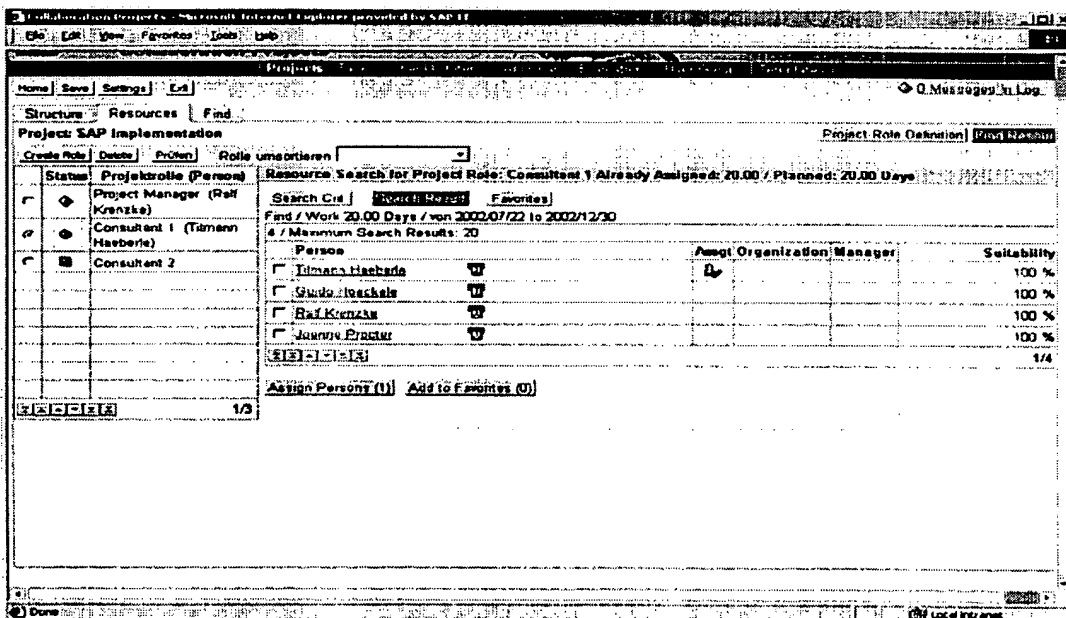 Collaboration Projects - Microsoft Internet Explorer provided by SAP IT
File Edit View Favorites Tools Help
Projects
Home Save Settings Exit
0 Messages in Log
Structure Resources Find
Project: SAP Implementation
Project Role Definition Find Resour
Create Role Delete Prüfen Rolle umsortieren
Status Projektrolle (Person)
Project Manager (Ralf Krenzke)
Consultant 1 (Tilmann Haeberle)
Consultant 2
1/3
Resource Search for Project Role: Consultant 1 Already Assigned: 20.00 / Planned: 20.00 Days
Search Crit Search Result Favorites
Find / Work 20.00 Days / von 2002/07/22 to 2002/12/30
4 / Maximum Search Results: 20
Person Assgt Organization Manager Suitability
Tilmann Haeberle 100 %
Guido 100 %
Ralf Krenzke 100 %
Joanne Procter 100 %
1/4
Assign Persons (1) Add to Favorites (0)
Done
Local intranet